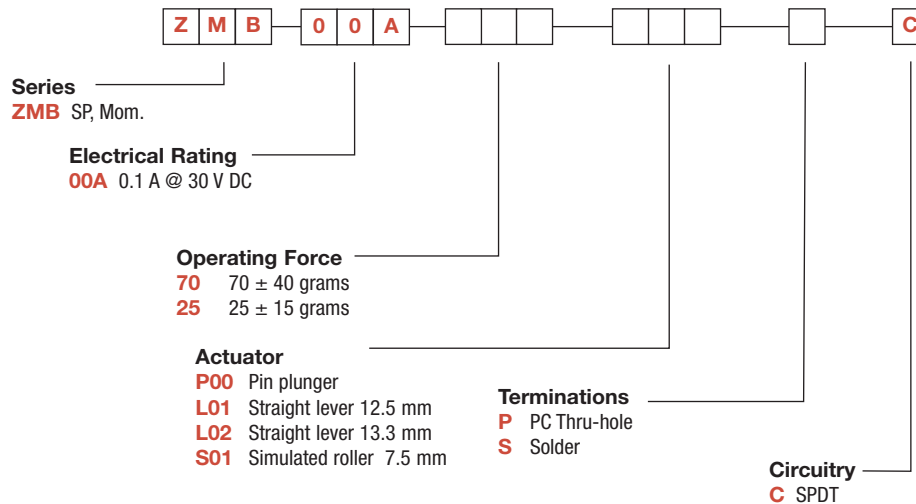 Z M B 0 0 A C
Series
ZMB SP, Mom.
Electrical Rating
00A 0.1 A @ 30 V DC
Operating Force
70 70 ± 40 grams
25 25 ± 15 grams
Actuator
P00 Pin plunger
L01 Straight lever 12.5 mm
L02 Straight lever 13.3 mm
S01 Simulated roller 7.5 mm
Terminations
P PC Thru-hole
S Solder
Circuitry
C SPDT